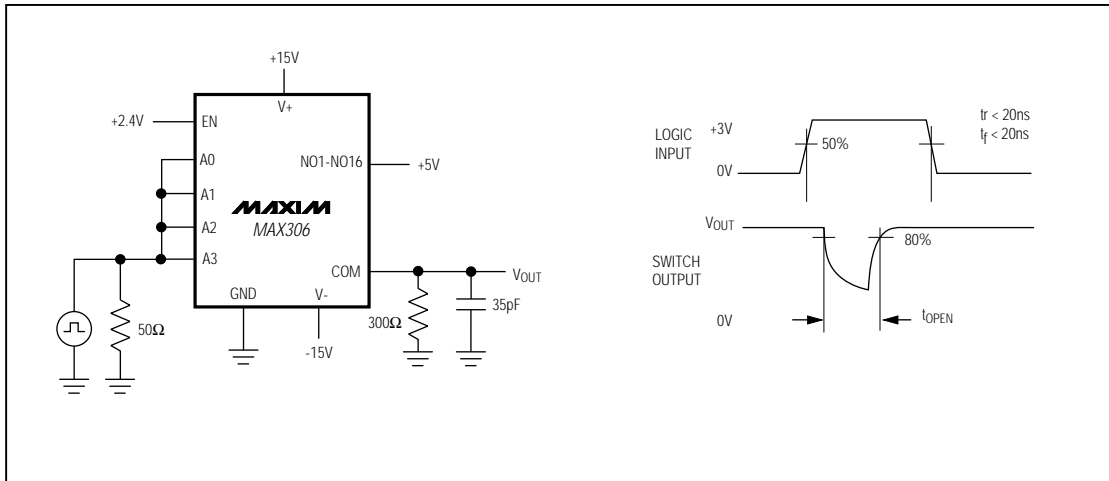 +15V
V+
+2.4V
EN
A0
NO1-NO16
+5V
A1
MAXIM
A2
MAX306
A3
COM
VOUT
GND
V-
50Ω
300Ω
35pF
-15V
LOGIC
INPUT
+3V
50%
0V
tr < 20ns
tf < 20ns
VOUT
80%
SWITCH
OUTPUT
0V
tOPEN